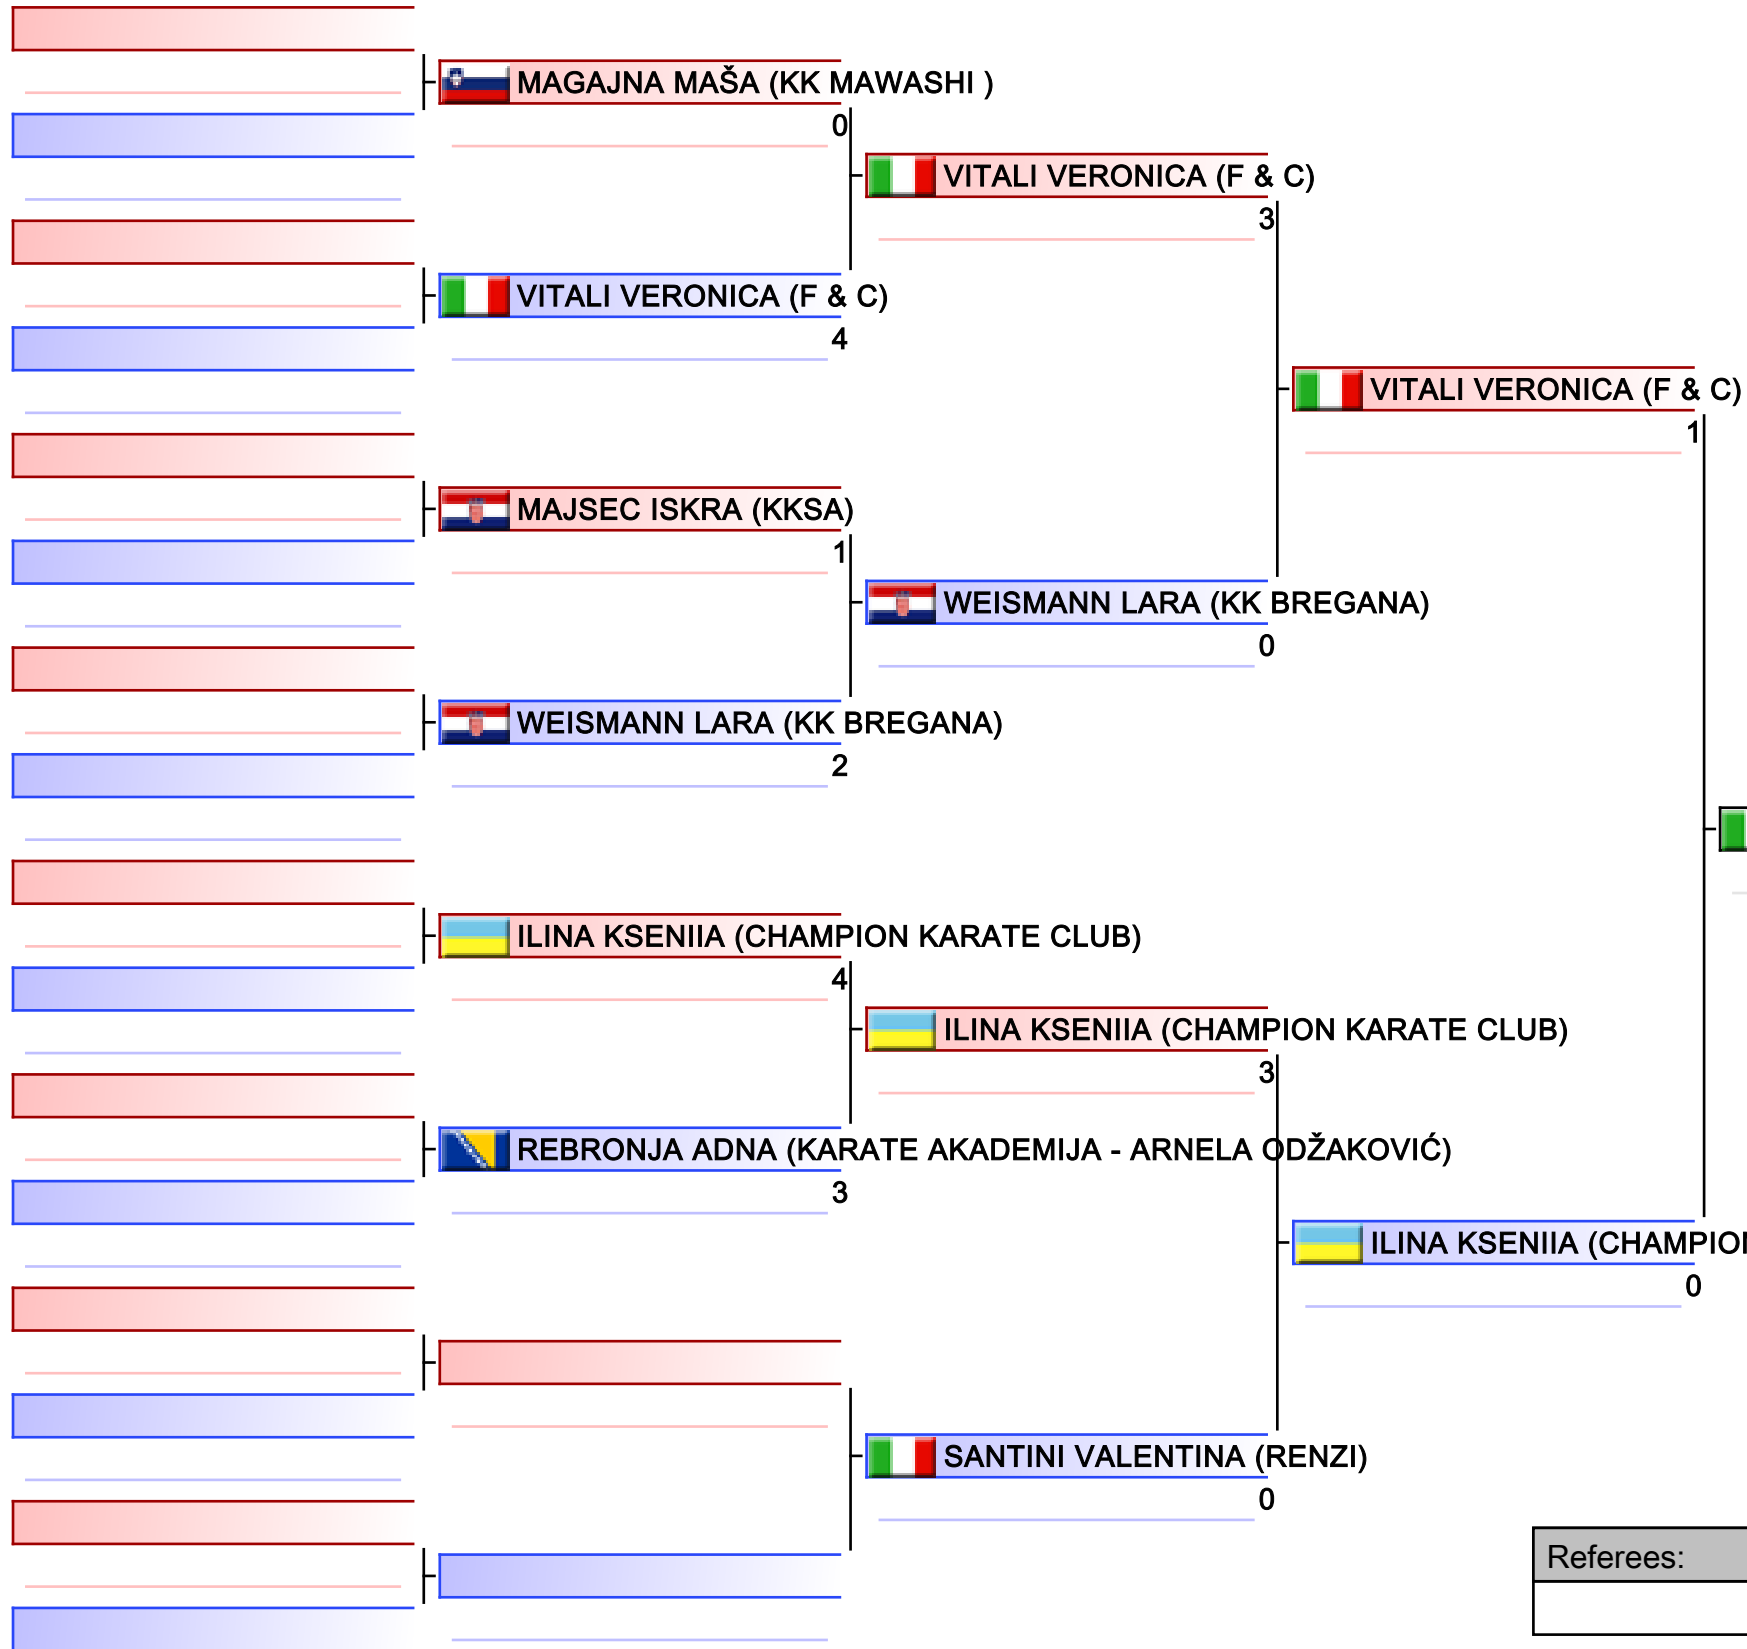 MAGAJNA MAŠA (KK MAWASHI )
0
VITALI VERONICA (F & C)
3
VITALI VERONICA (F & C)
4
VITALI VERONICA (F & C)
1
MAJSEC ISKRA (KKSA)
1
WEISMANN LARA (KK BREGANA)
0
WEISMANN LARA (KK BREGANA)
2
ILINA KSENIIA (CHAMPION KARATE CLUB)
4
ILINA KSENIIA (CHAMPION KARATE CLUB)
3
REBRONJA ADNA (KARATE AKADEMIJA - ARNELA ODŽAKOVIĆ)
3
ILINA KSENIIA (CHAMPION
0
SANTINI VALENTINA (RENZI)
0
Referees: